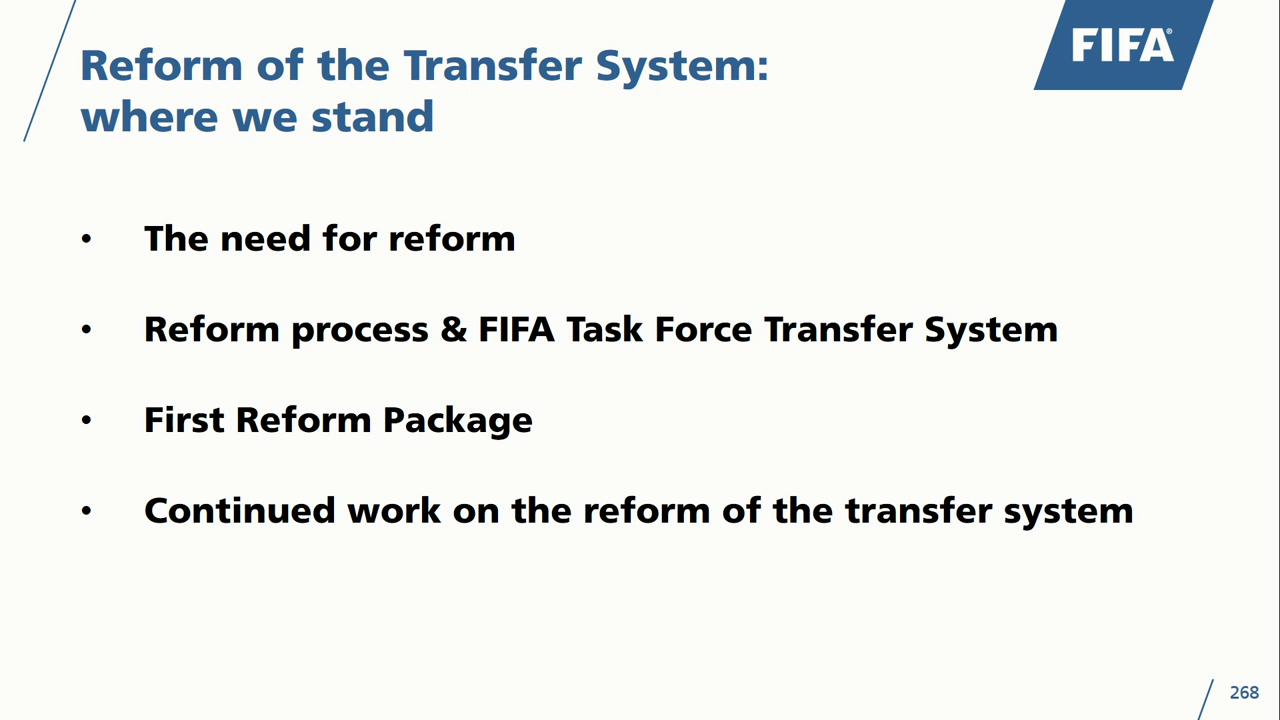 FIFA®
Reform of the Transfer System:
where we stand
• The need for reform
• Reform process & FIFA Task Force Transfer System
• First Reform Package
• Continued work on the reform of the transfer system
268